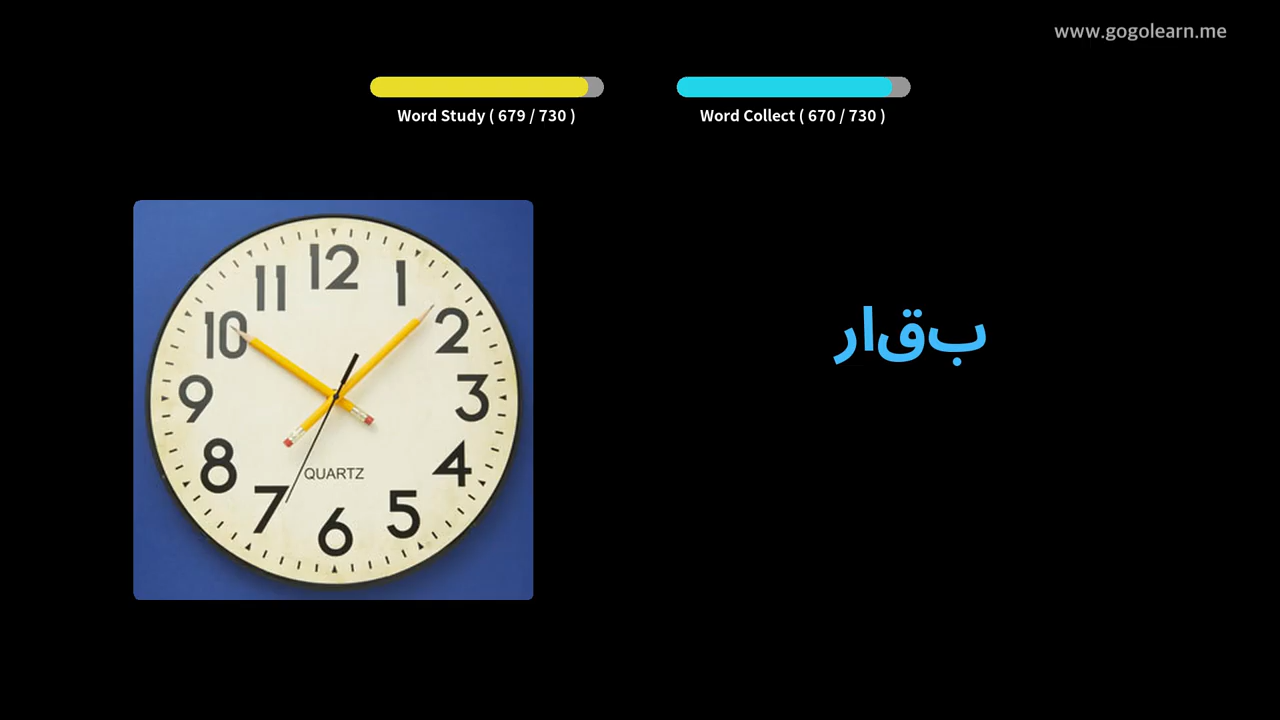 www.gogolearn.me
Word Study ( 679 / 730 )
Word Collect ( 670 / 730 )
12
11
1
10
2
9
3
8
4
QUARTZ
7
5
6
بقار